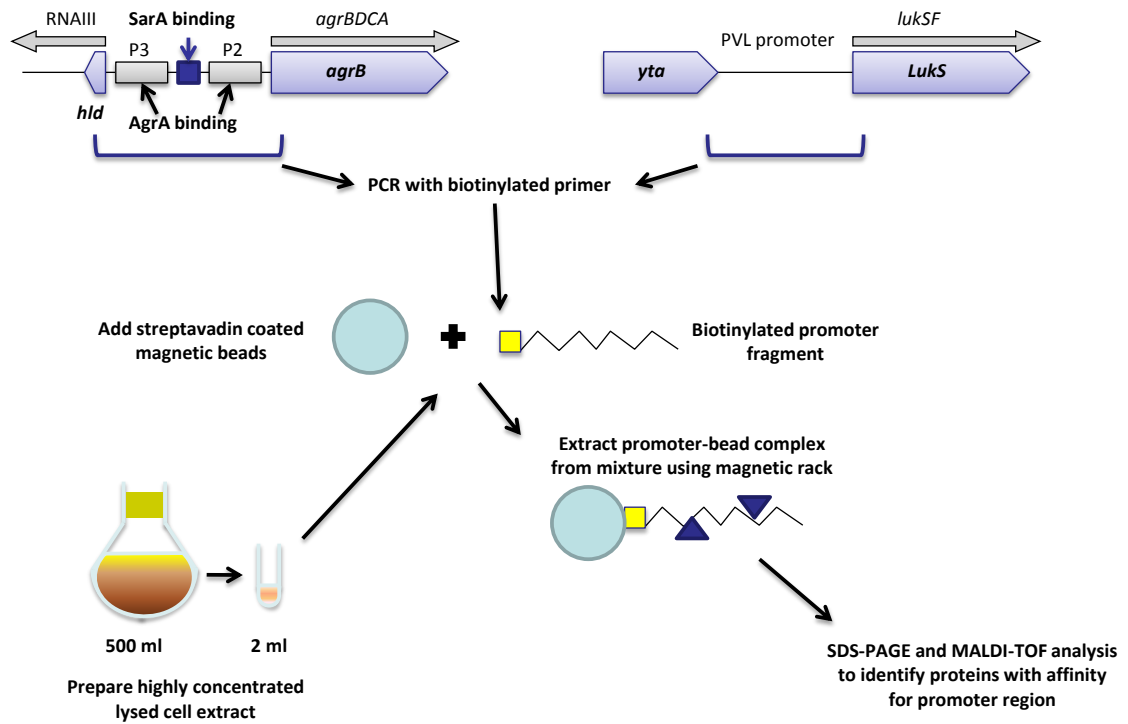 RNAIII
SarA binding
agrBDCA
P3
P2
agrB
hld
AgrA binding
lukSF
PVL promoter
yta
LukS
PCR with biotinylated primer
Add streptavadin coated
magnetic beads
Biotinylated promoter
fragment
Extract promoter-bead complex
from mixture using magnetic rack
500 ml
2 ml
Prepare highly concentrated
lysed cell extract
SDS-PAGE and MALDI-TOF analysis
to identify proteins with affinity
for promoter region